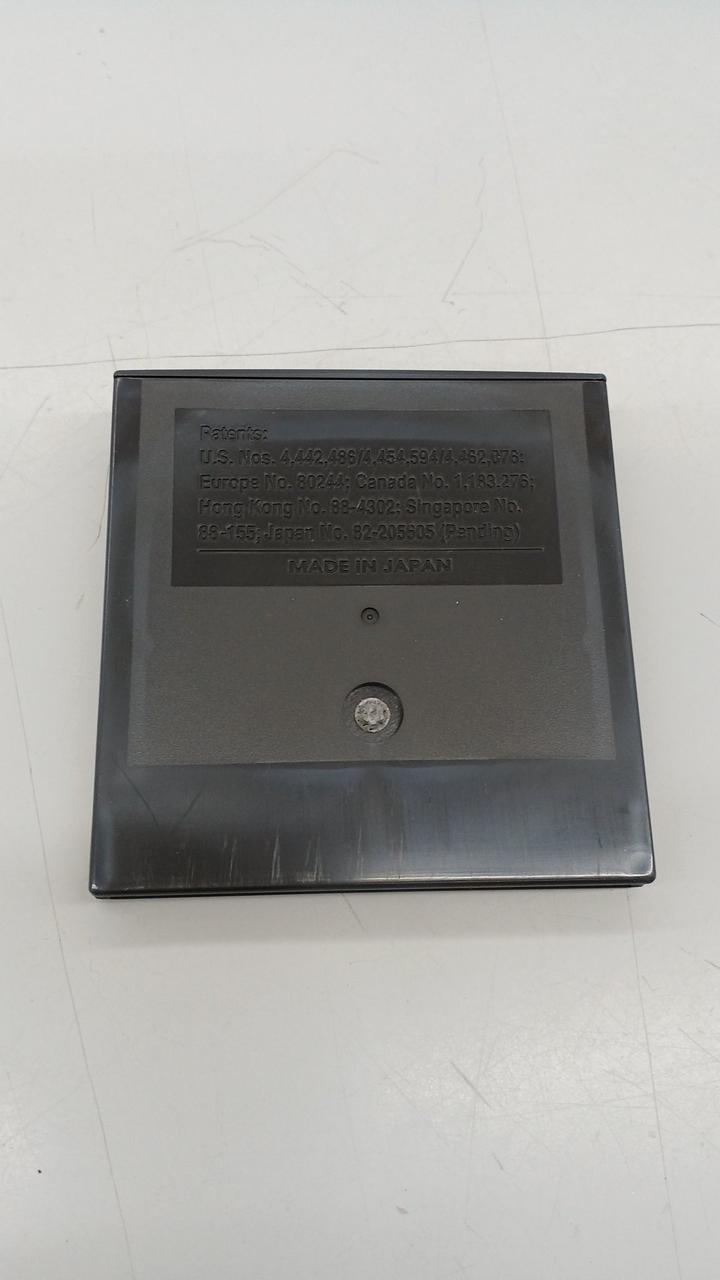 Patents:
U.S. Nos. 4,442,486/4,454,594/4,462,076;
Europe No. 80244; Canada No. 1,183,276;
Hong Kong No. 88-4302; Singapore No.
88-155; Japan No. 82-205605 (Pending)
MADE IN JAPAN